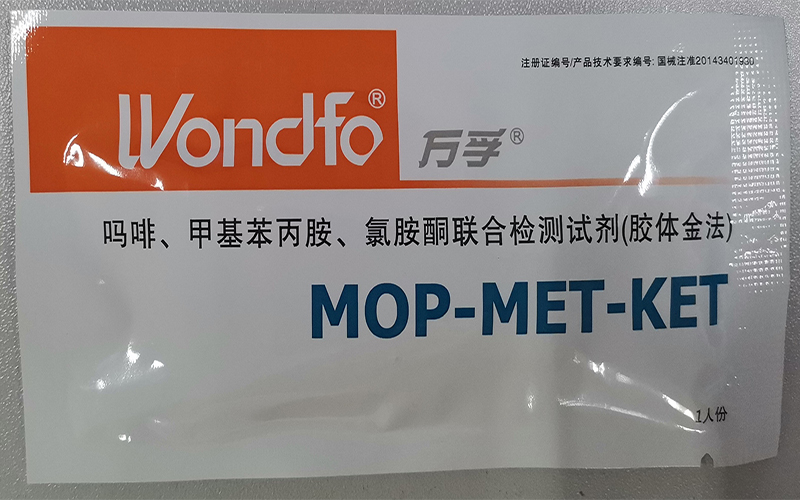 注册证编号/产品技术要求编号: 国械注准20143401930
Wondfo®
万孚®
吗啡、甲基苯丙胺、氯胺酮联合检测试剂(胶体金法)
MOP-MET-KET
1人份